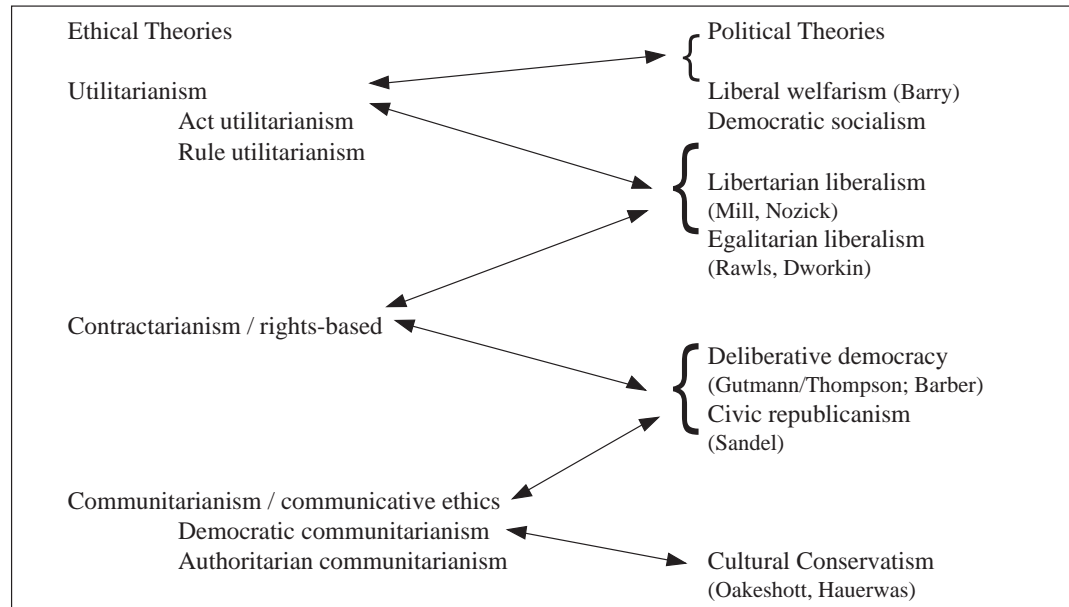 Ethical Theories
Utilitarianism
Act utilitarianism
Rule utilitarianism
Contractarianism / rights-based
Communitarianism / communicative ethics
Democratic communitarianism
Authoritarian communitarianism
Political Theories
Liberal welfarism (Barry)
Democratic socialism
Libertarian liberalism
(Mill, Nozick)
Egalitarian liberalism
(Rawls, Dworkin)
Deliberative democracy
(Gutmann/Thompson; Barber)
Civic republicanism
(Sandel)
Cultural Conservatism
(Oakeshott, Hauerwas)